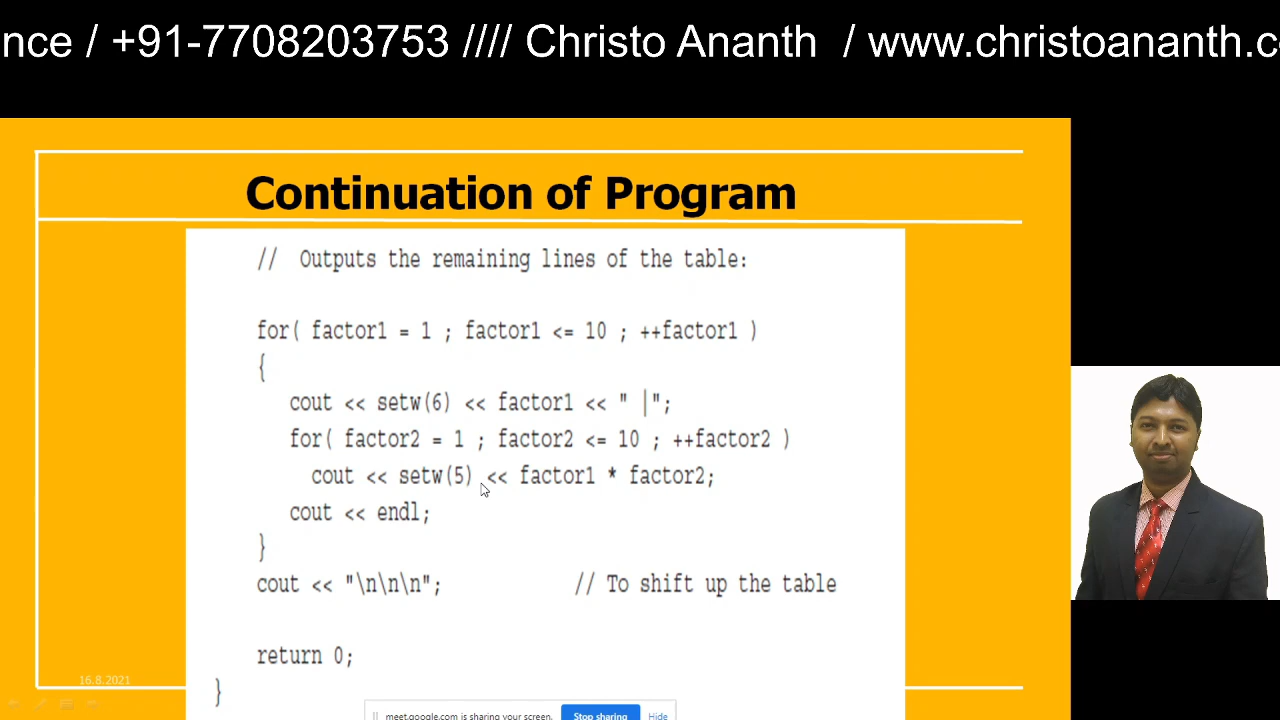 nce / +91-7708203753 //// Christo Ananth / www.christoananth.c
Continuation of Program
// Outputs the remaining lines of the table:
for( factor1 = 1 ; factor1 <= 10 ; ++factor1 )
{
cout << setw(6) << factor1 << " |";
for( factor2 = 1 ; factor2 <= 10 ; ++factor2 )
cout << setw(5) << factor1 * factor2;
cout << endl;
}
cout << "\n\n\n"; // To shift up the table
return 0;
}
16.8.2021
meet.google.com is sharing your screen. Stop sharing Hide